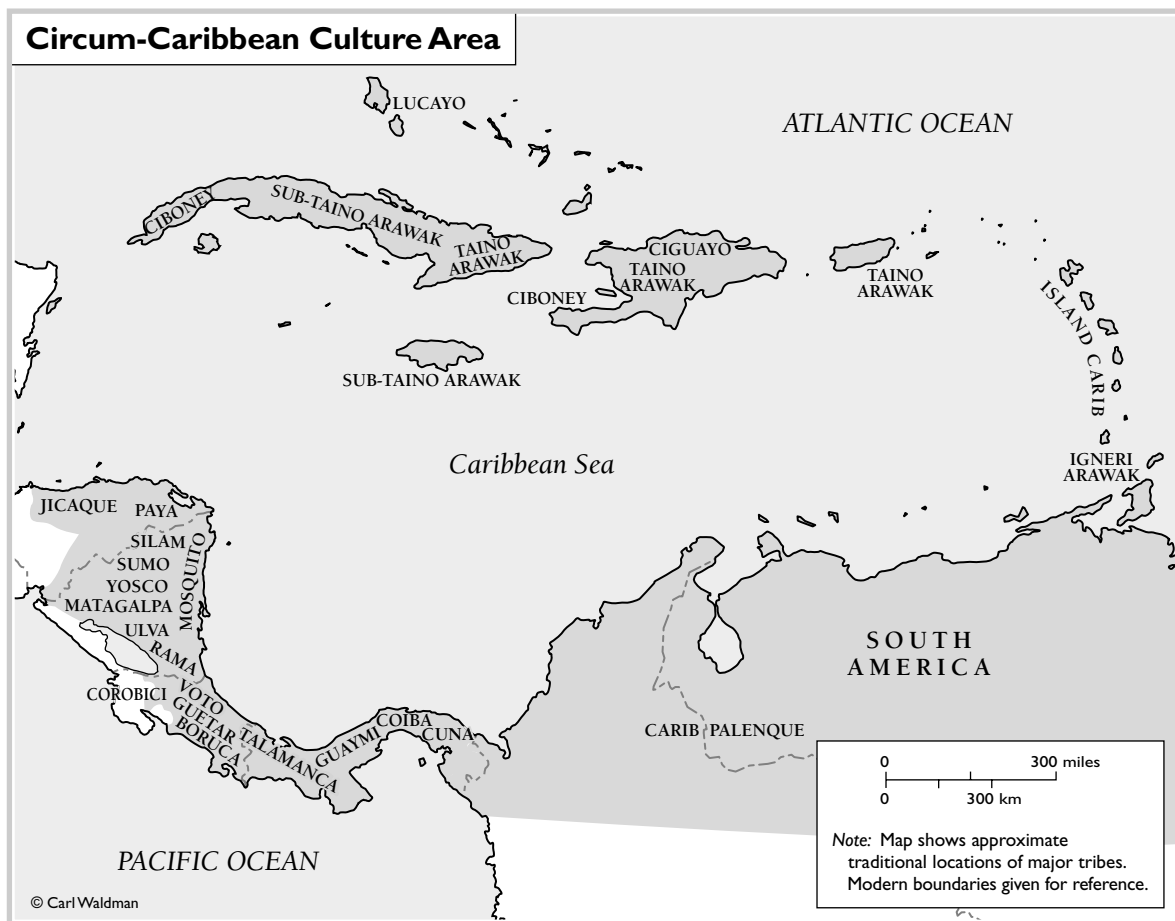 Circum-Caribbean Culture Area
LUCAYO
ATLANTIC OCEAN
CIBONEY
SUB-TAINO ARAWAK
TAINO
ARAWAK
CIGUAYO
TAINO
ARAWAK
CIBONEY
TAINO
ARAWAK
ISLAND CARIB
SUB-TAINO ARAWAK
Caribbean Sea
IGNERI
ARAWAK
JICAQUE
PAYA
SILAM
SUMO
YOSCO
MATAGALPA
MOSQUITO
ULVA
RAMA
COROBICI
VOTO
GUETAR
BORUCA
TALAMANCA
GUAYMI
COIBA
CUNA
SOUTH
AMERICA
CARIB
PALENQUE
0 300 miles
0 300 km
Note: Map shows approximate
traditional locations of major tribes.
Modern boundaries given for reference.
PACIFIC OCEAN
© Carl Waldman